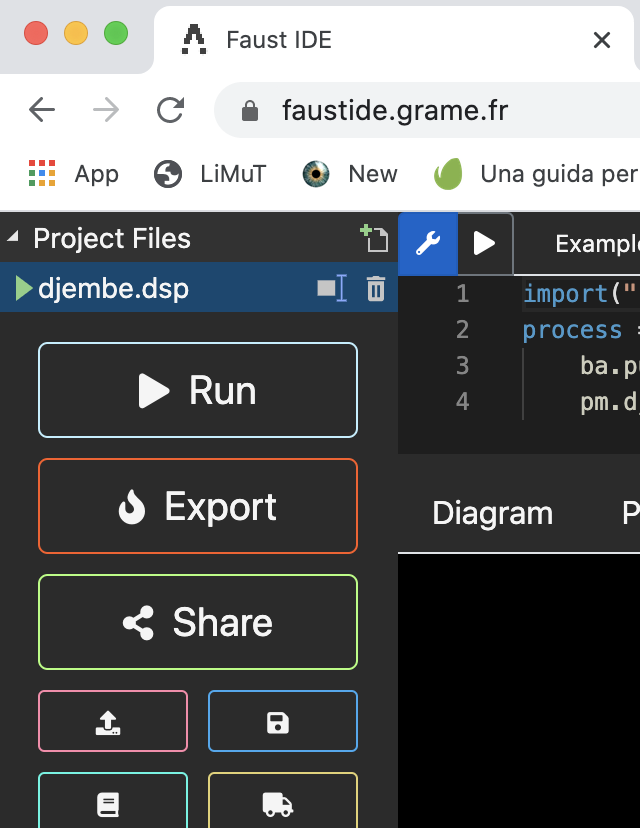 Faust IDE
faustide.grame.fr
App LiMuT New Una guida per
Project Files
djembe.dsp
Run
Export
Share
Exampl
1 import("
2 process =
3 ba.pu
4 pm.d
Diagram P